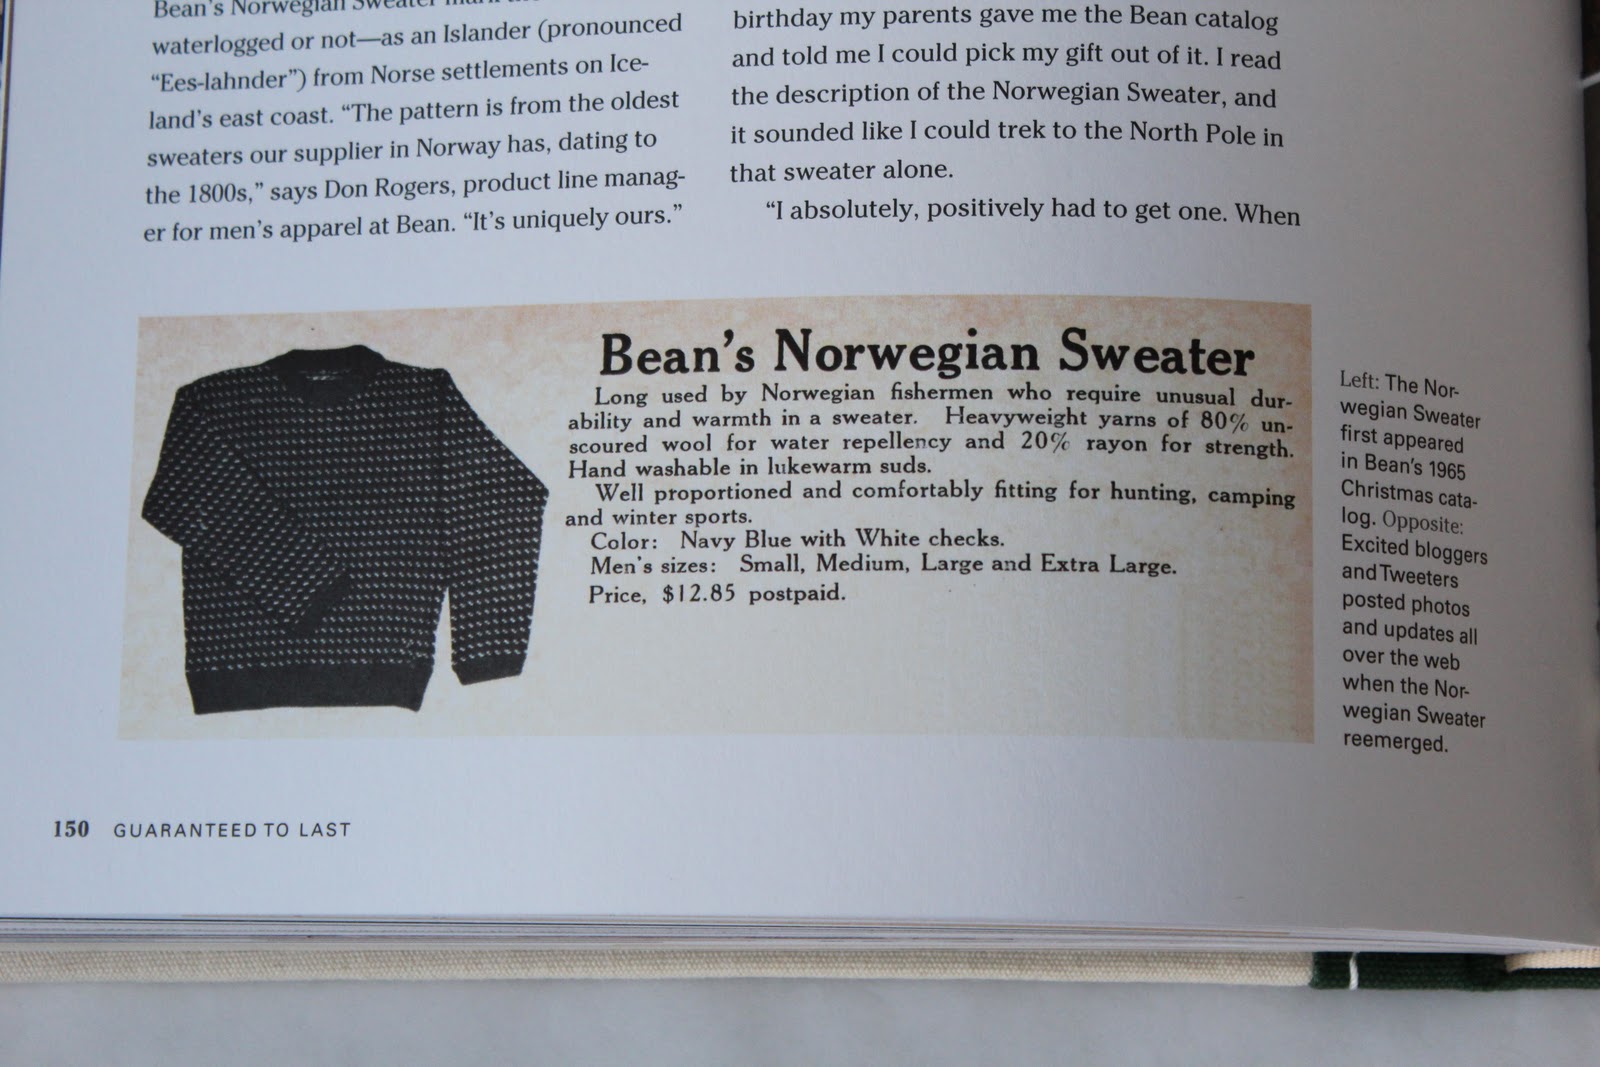 Bean's Norwegian Sweater
waterlogged or not—as an Islander (pronounced
“Ees-lahnder”) from Norse settlements on Ice-
land's east coast. “The pattern is from the oldest
sweaters our supplier in Norway has, dating to
the 1800s,” says Don Rogers, product line manag-
er for men's apparel at Bean. “It's uniquely ours.”
birthday my parents gave me the Bean catalog
and told me I could pick my gift out of it. I read
the description of the Norwegian Sweater, and
it sounded like I could trek to the North Pole in
that sweater alone.
“I absolutely, positively had to get one. When
Bean's Norwegian Sweater
Long used by Norwegian fishermen who require unusual dur-
ability and warmth in a sweater. Heavyweight yarns of 80% un-
scoured wool for water repellency and 20% rayon for strength.
Hand washable in lukewarm suds.
Well proportioned and comfortably fitting for hunting, camping
and winter sports.
Color: Navy Blue with White checks.
Men's sizes: Small, Medium, Large and Extra Large.
Price, $12.85 postpaid.
Left: The Nor-
wegian Sweater
first appeared
in Bean's 1965
Christmas cata-
log. Opposite:
Excited bloggers
and Tweeters
posted photos
and updates all
over the web
when the Nor-
wegian Sweater
reemerged.
150 GUARANTEED TO LAST